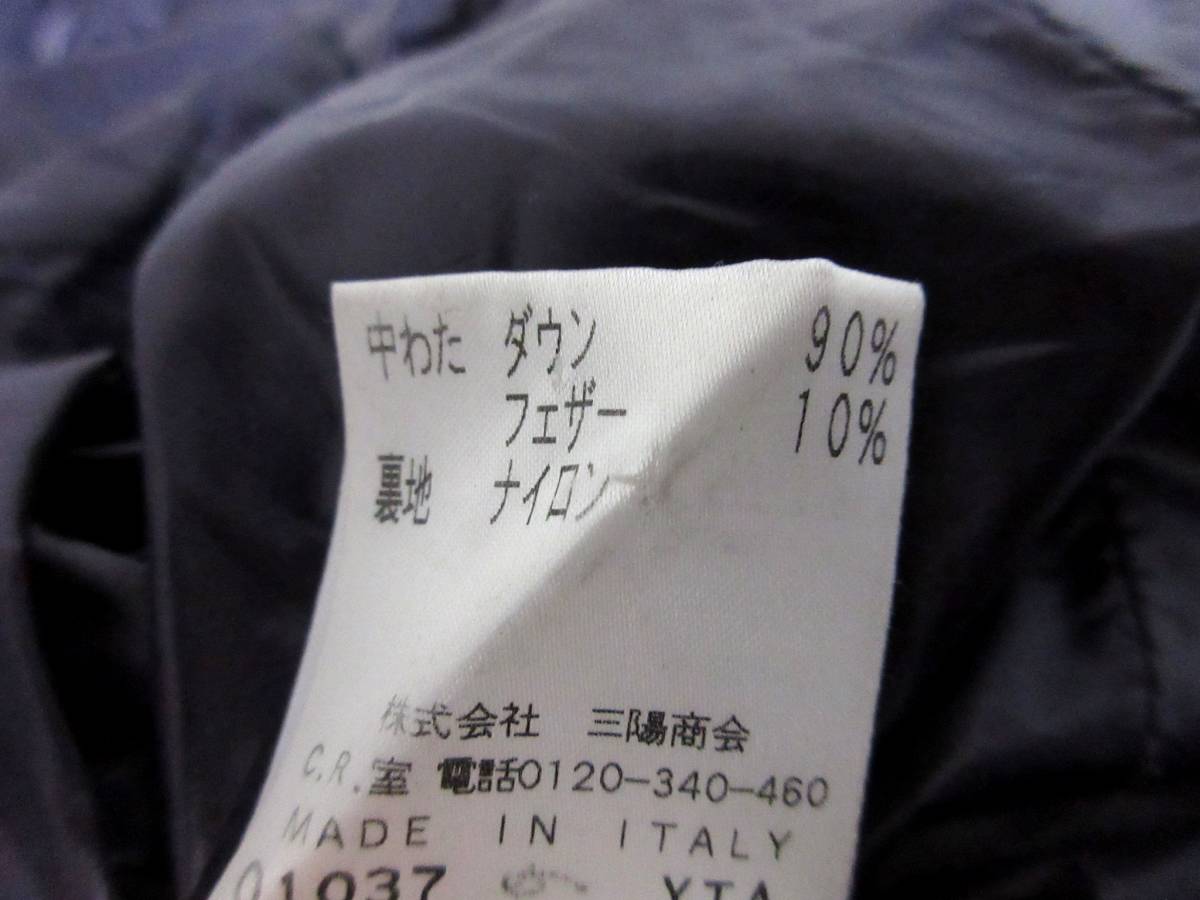 中わた ダウン 90%
フェザー 10%
裏地 ナイロン
株式会社 三陽商会
C.R.室 電話0120-340-460
MADE IN ITALY
01037 YTA